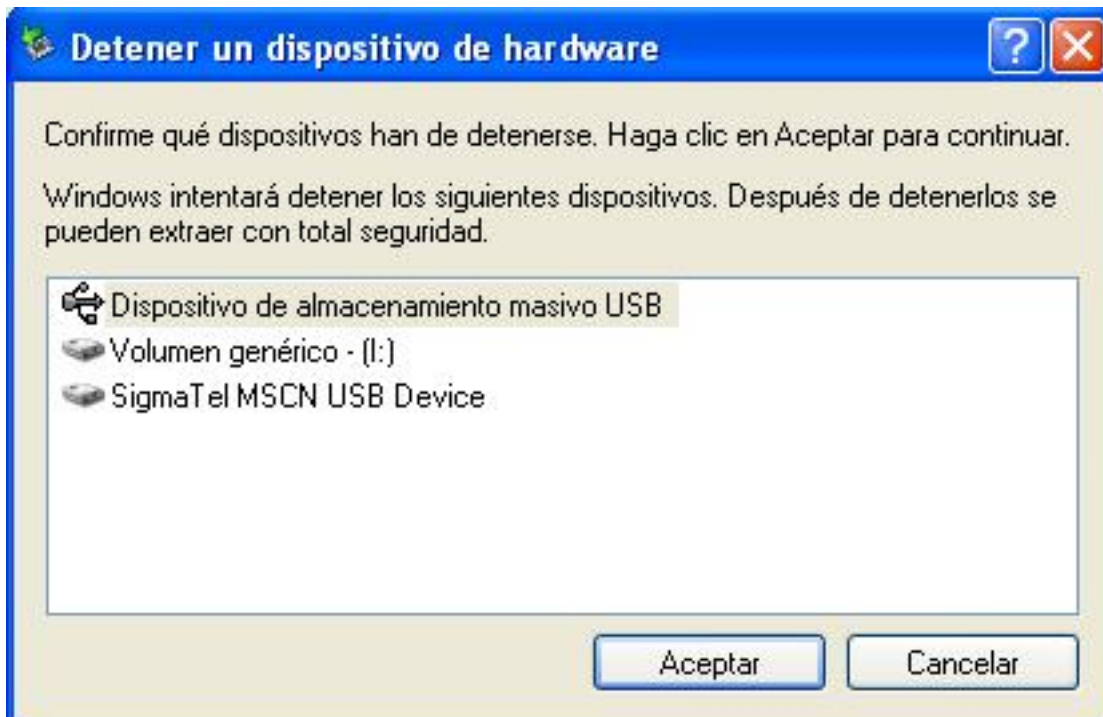 Detener un dispositivo de hardware
Confirme qué dispositivos han de detenerse. Haga clic en Aceptar para continuar.
Windows intentará detener los siguientes dispositivos. Después de detenerlos se
pueden extraer con total seguridad.
Dispositivo de almacenamiento masivo USB
Volumen genérico - (I:)
SigmaTel MSCN USB Device
Aceptar
Cancelar